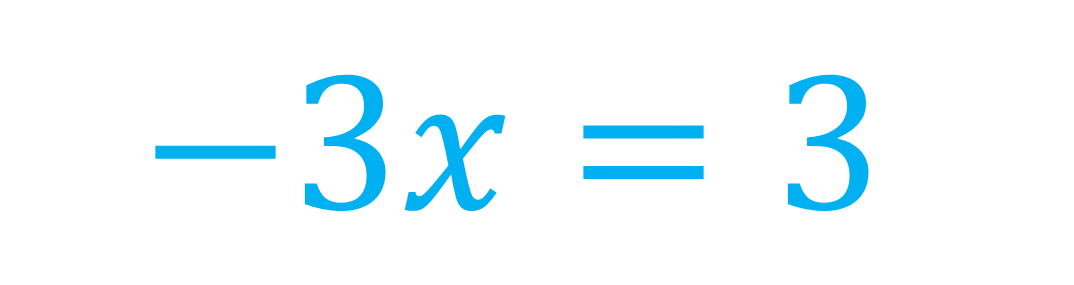 −3x = 3